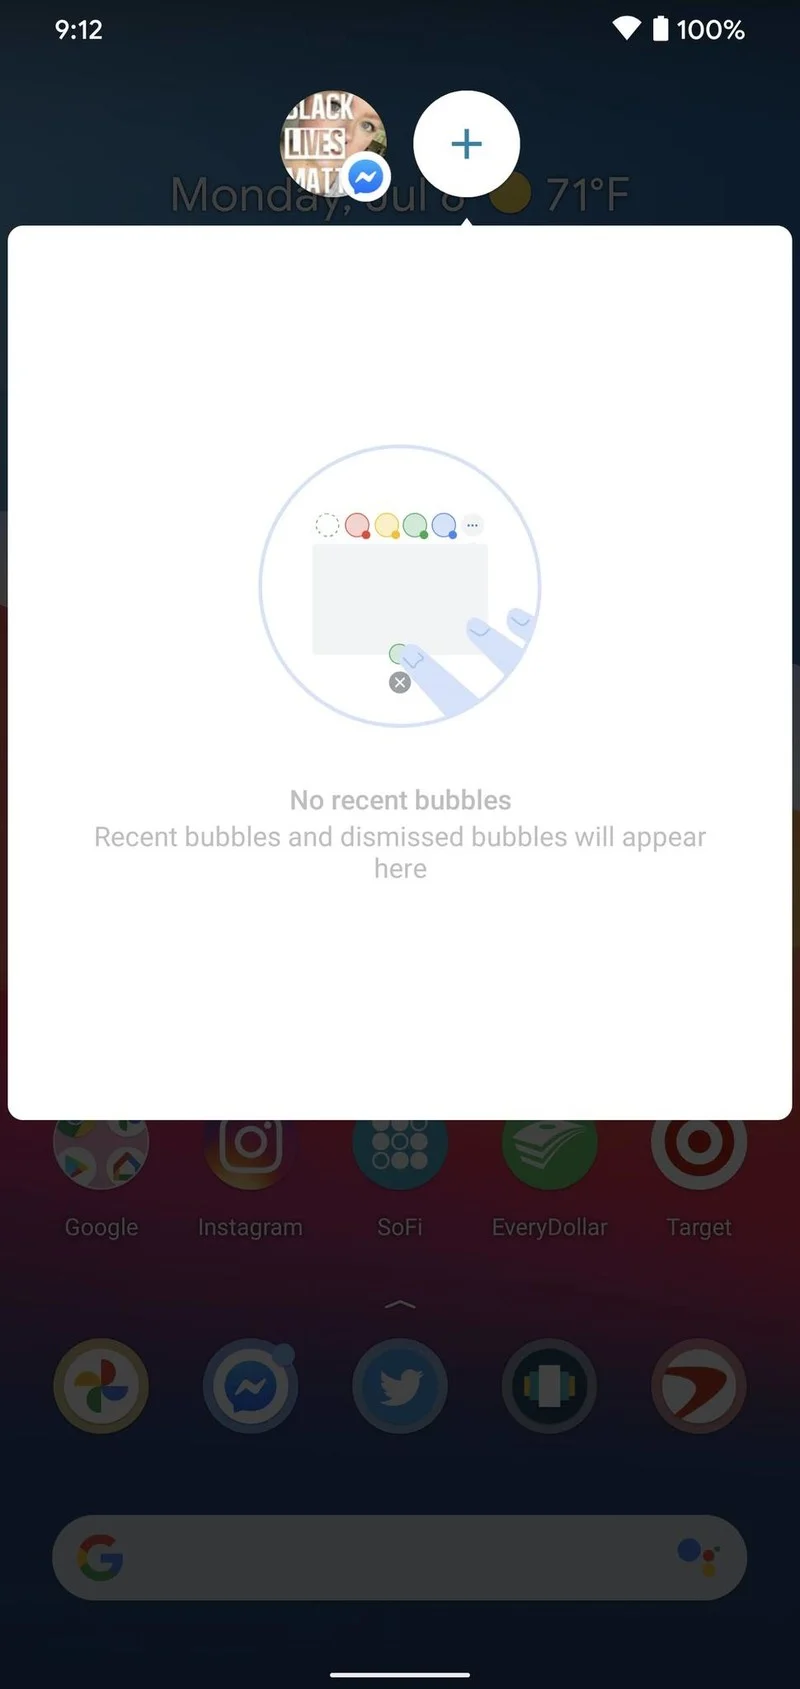 9:12 100%
BLACK
LIVES
MATT
Monday, Jul 6 71°F
No recent bubbles
Recent bubbles and dismissed bubbles will appear
here
Google Instagram SoFi EveryDollar Target